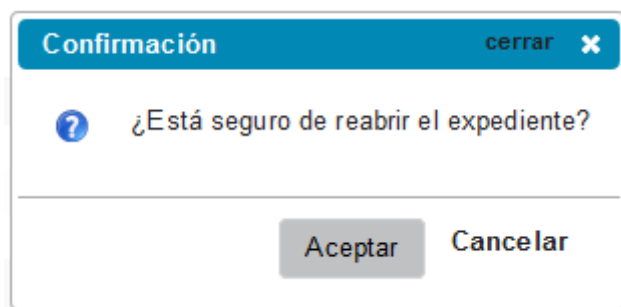 Confirmación cerrar ✖
¿Está seguro de reabrir el expediente?
Aceptar Cancelar